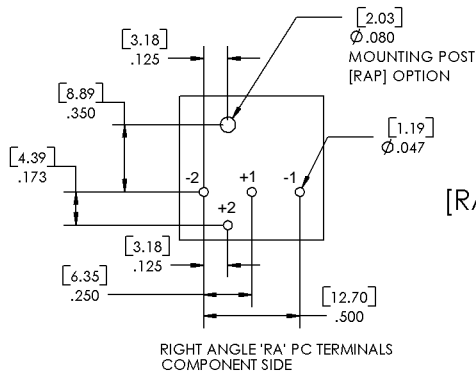 [2.03]
Ø.080
MOUNTING POST
[RAP] OPTION
[3.18]
.125
[8.89]
.350
[1.19]
Ø.047
[4.39]
.173
-2
+1
-1
[RA
+2
[3.18]
.125
[6.35]
.250
[12.70]
.500
RIGHT ANGLE 'RA' PC TERMINALS
COMPONENT SIDE